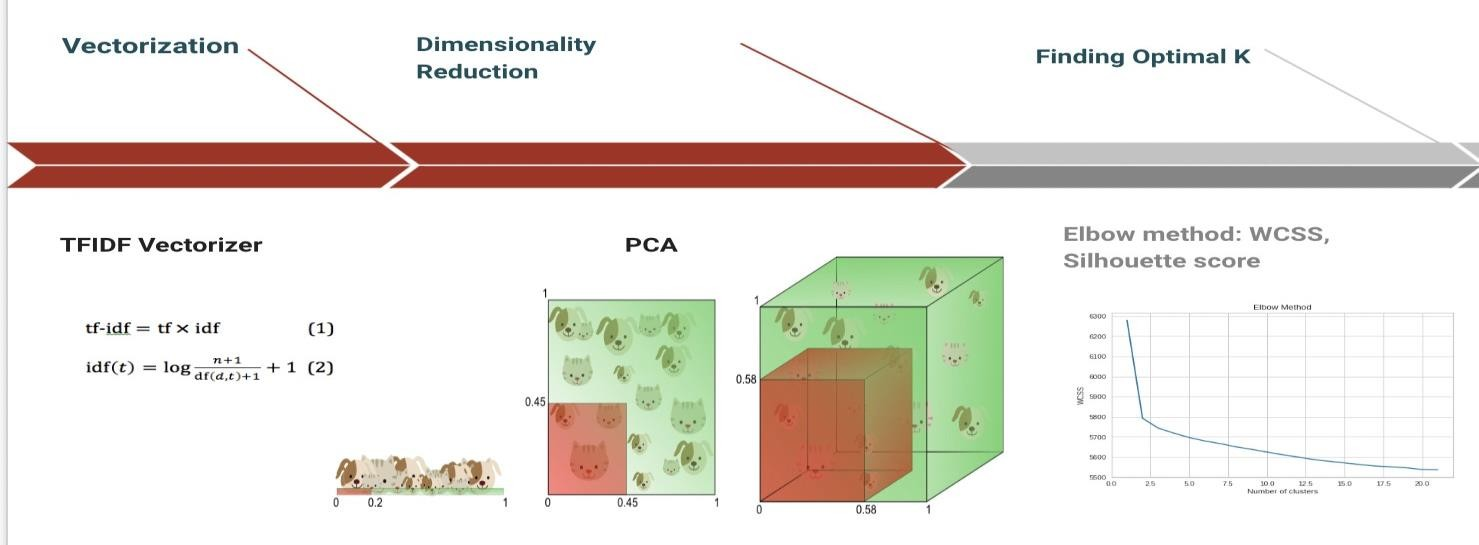 Vectorization
Dimensionality
Reduction
Finding Optimal K
TFIDF Vectorizer
tf-idf = tf × idf (1)
idf(t) = log n+1 / df(d,t)+1 + 1 (2)
0 0.2 1
PCA
1
0.45
0 0.45 1
1
0.58
0 0.58 1
Elbow method: WCSS,
Silhouette score
Elbow Method
6300
6200
6100
6000
5900
5800
5700
5600
5500
WCSS
0.0 2.5 5.0 7.5 10.0 12.5 15.0 17.5 20.0
Number of clusters